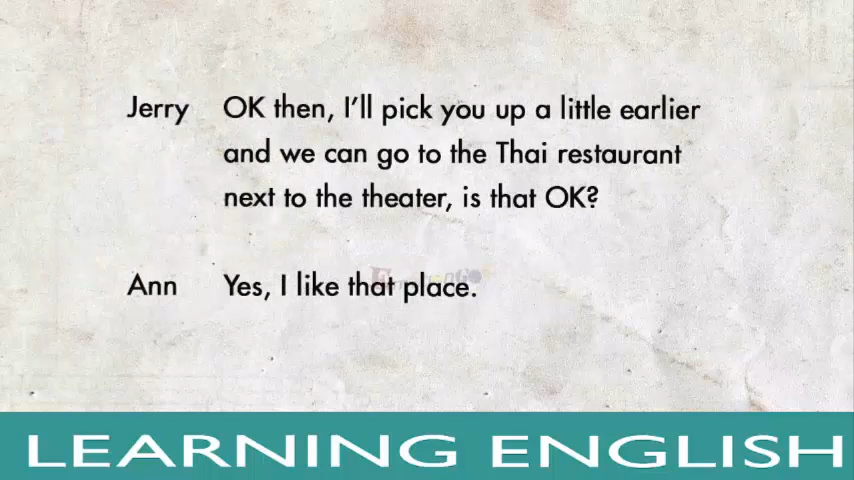 Jerry OK then, I'll pick you up a little earlier
and we can go to the Thai restaurant
next to the theater, is that OK?
Ann Yes, I like that place.
LEARNING ENGLISH